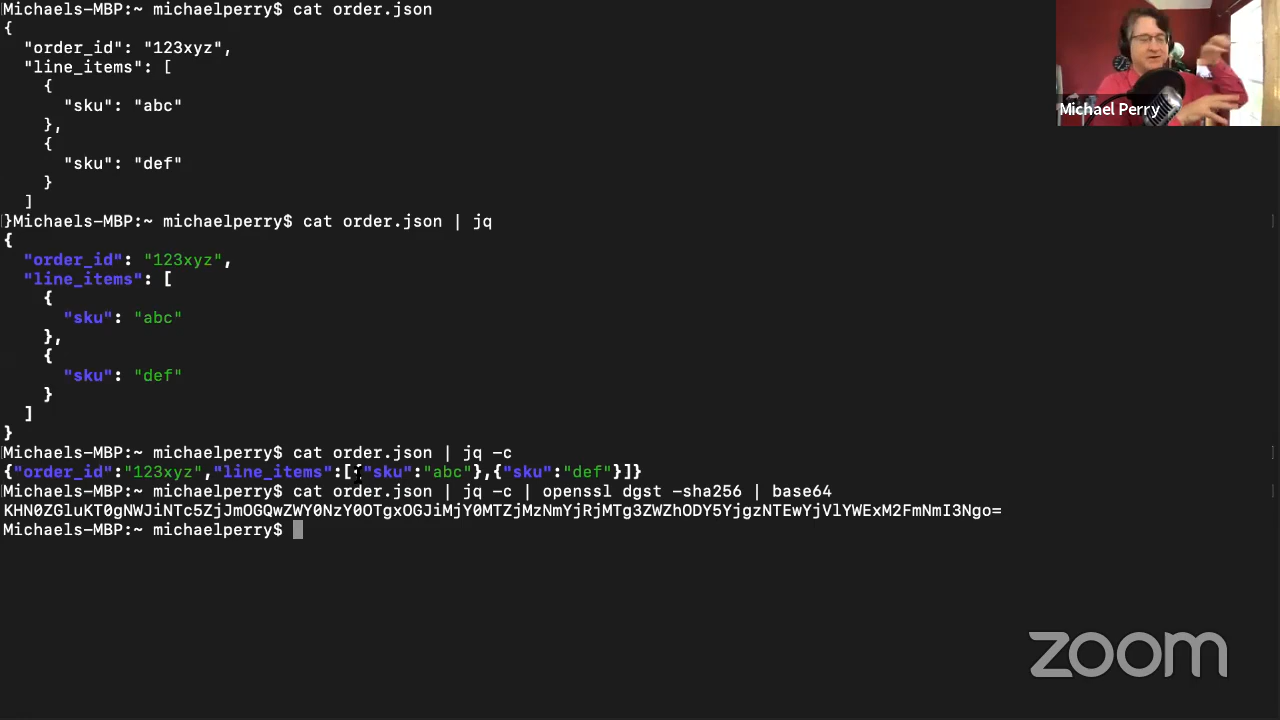 Michaels-MBP:~ michaelperry$ cat order.json
{
  "order_id": "123xyz",
  "line_items": [
    {
      "sku": "abc"
    },
    {
      "sku": "def"
    }
  ]
}Michaels-MBP:~ michaelperry$ cat order.json | jq
{
  "order_id": "123xyz",
  "line_items": [
    {
      "sku": "abc"
    },
    {
      "sku": "def"
    }
  ]
}
Michaels-MBP:~ michaelperry$ cat order.json | jq -c
{"order_id":"123xyz","line_items":[{"sku":"abc"},{"sku":"def"}]}
Michaels-MBP:~ michaelperry$ cat order.json | jq -c | openssl dgst -sha256 | base64
KHN0ZGluKT0gNWJiNTc5ZjJmOGQwZWY0NzY0OTgxOGJiMjY0MTZjMzNmYjRjMTg3ZWZhODY5YjgzNTEwYjVlYWExM2FmNmI3Ngo=
Michaels-MBP:~ michaelperry$
Michael Perry
zoom